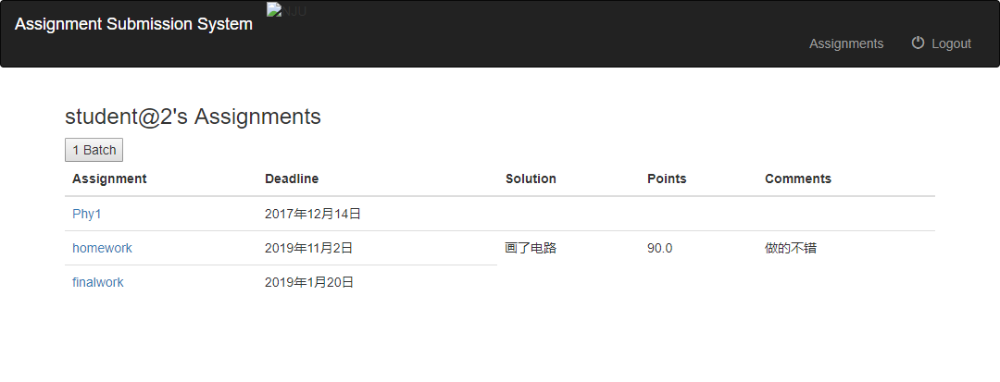 Assignment Submission System
NJU
Assignments Logout
student@2's Assignments
1 Batch
Assignment Deadline Solution Points Comments
Phy1 2017年12月14日
homework 2019年11月2日 画了电路 90.0 做的不错
finalwork 2019年1月20日